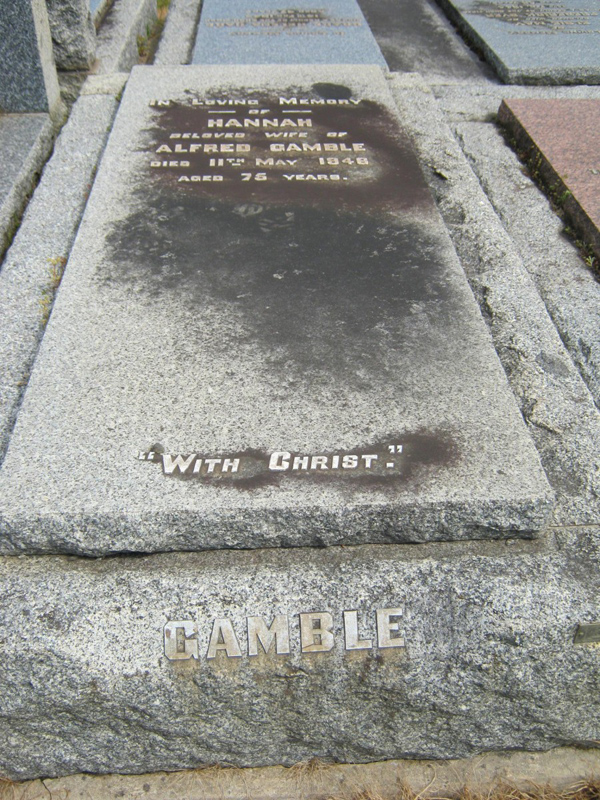 In Loving Memory
OF
HANNAH
BELOVED WIFE OF
ALFRED GAMBLE
DIED 11TH MAY 1948
AGED 75 YEARS.
"WITH CHRIST."
GAMBLE